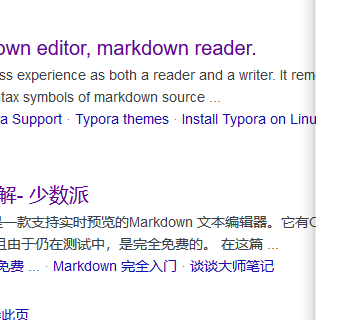 own editor, markdown reader.
ss experience as both a reader and a writer. It rem
tax symbols of markdown source ...
a Support · Typora themes · Install Typora on Linu
解- 少数派
是一款支持实时预览的Markdown 文本编辑器。它有
且由于仍在测试中，是完全免费的。 在这篇 ...
免费 ... · Markdown 完全入门 · 谈谈大师笔记
此页